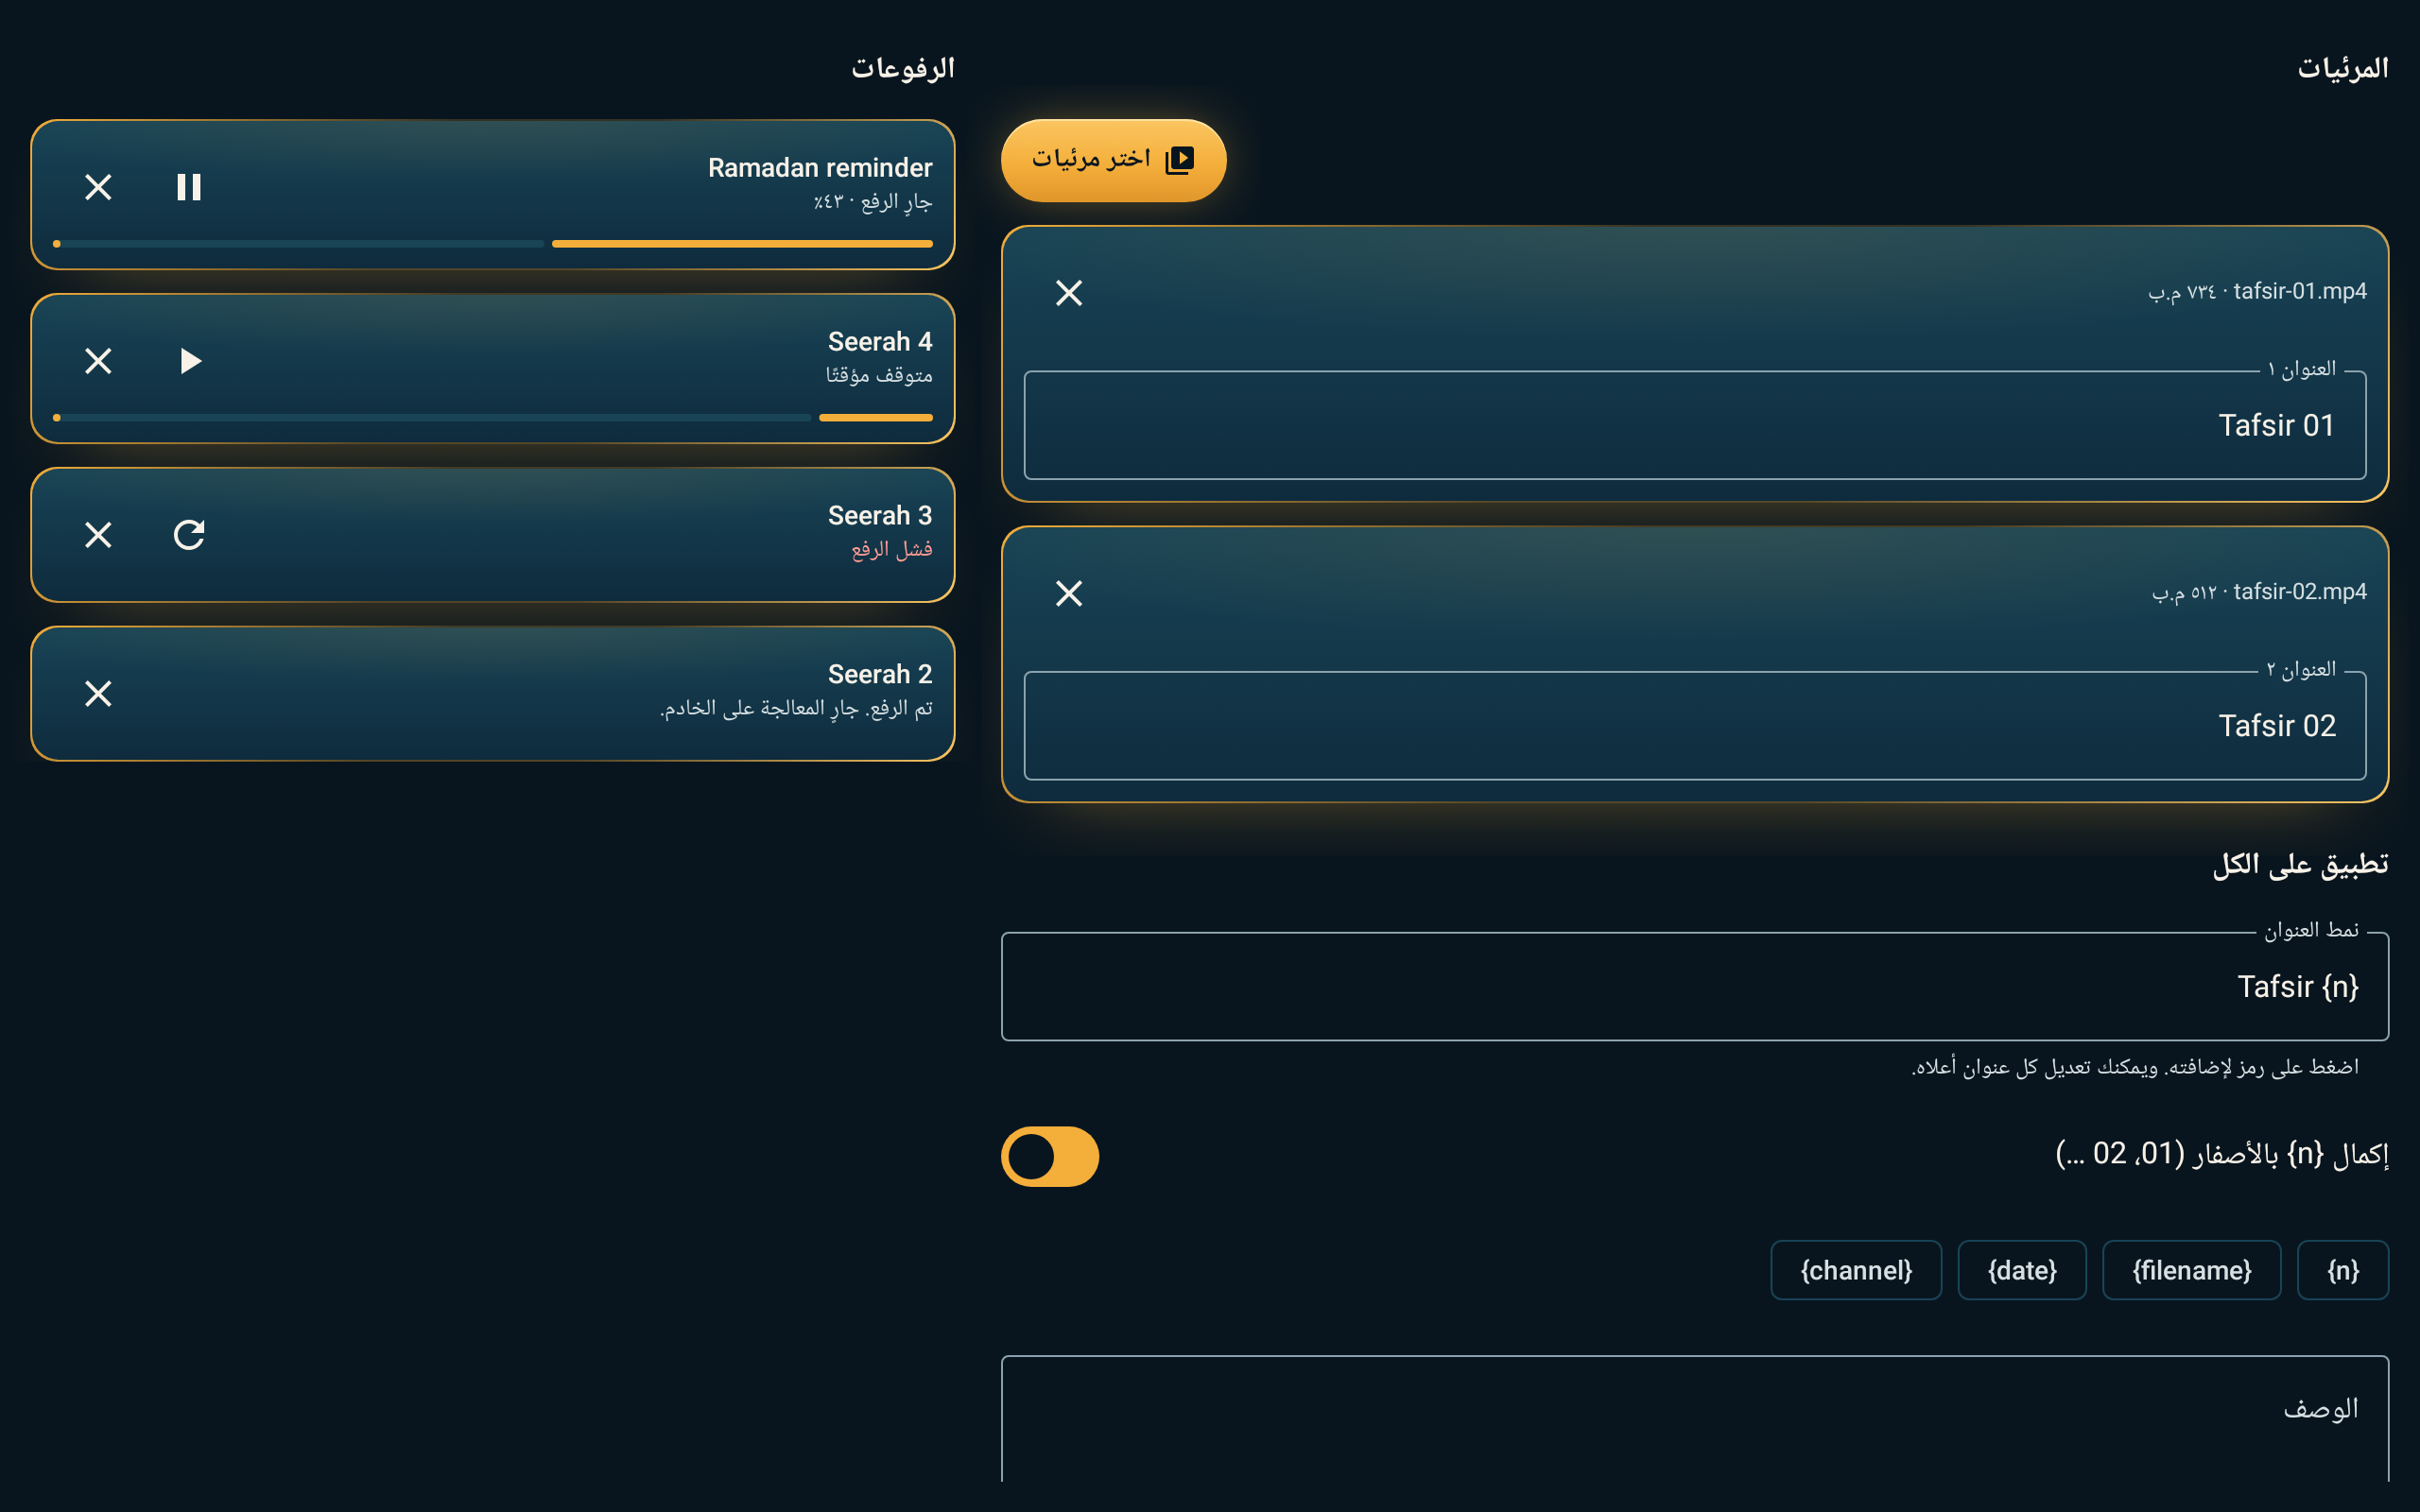 المرئيات
اختر مرئيات
tafsir-01.mp4 · ٧٣٤ م.ب
العنوان ١
Tafsir 01
tafsir-02.mp4 · ٥١٢ م.ب
العنوان ٢
Tafsir 02
تطبيق على الكل
نمط العنوان
Tafsir {n}
اضغط على رمز لإضافته. ويمكنك تعديل كل عنوان أعلاه.
إكمال {n} بالأصفار (01، 02 ...)
{n} {filename} {date} {channel}
الوصف
الرفوعات
Ramadan reminder
جارٍ الرفع · ٤٣٪
Seerah 4
متوقف مؤقتًا
Seerah 3
فشل الرفع
Seerah 2
تم الرفع. جارٍ المعالجة على الخادم.